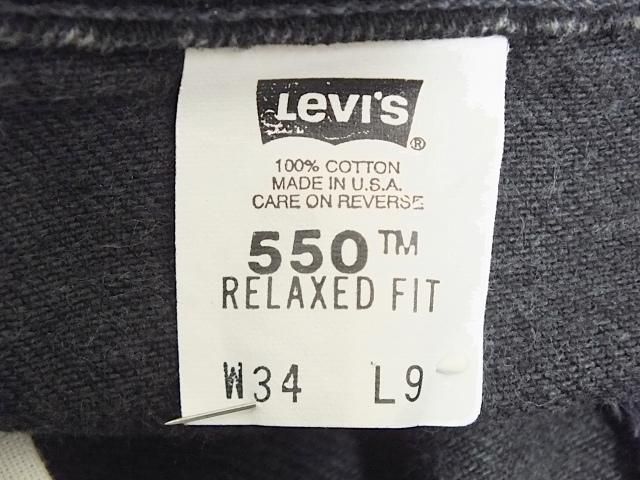 Levi's®
100% COTTON
MADE IN U.S.A.
CARE ON REVERSE
550™
RELAXED FIT
W34 L9